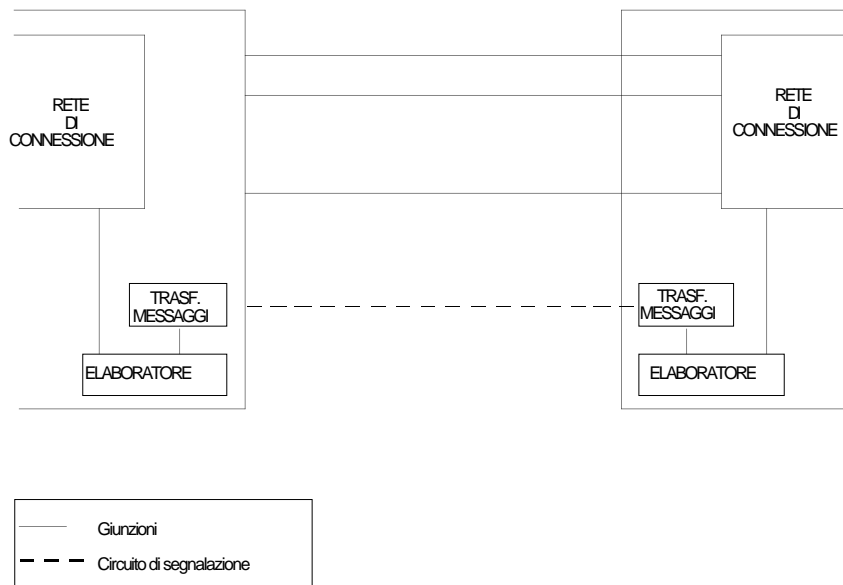 RETE
DI
CONNESSIONE
RETE
DI
CONNESSIONE
TRASF.
MESSAGGI
TRASF.
MESSAGGI
ELABORATORE
ELABORATORE
Giunzioni
Circuito di segnalazione